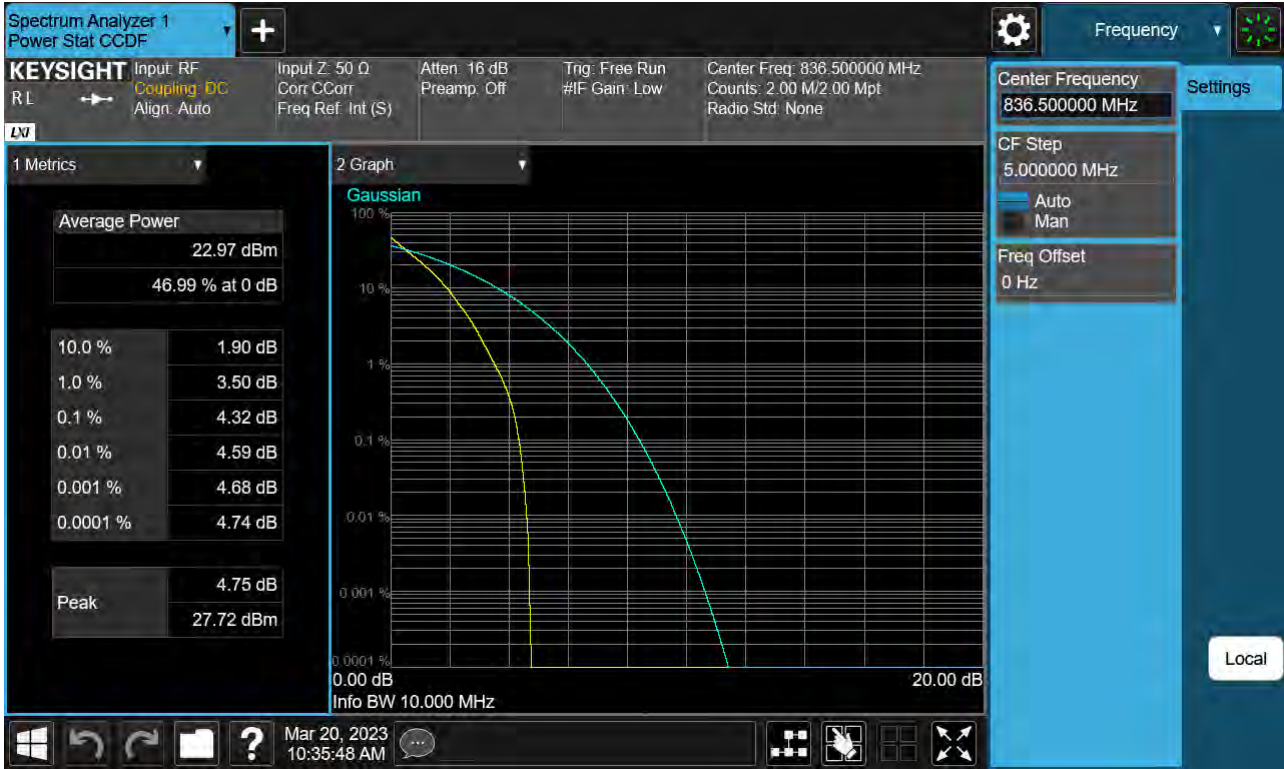 Spectrum Analyzer 1
Power Stat CCDF
+
Frequency
KEYSIGHT
R L
LXI
Input: RF
Coupling: DC
Align: Auto
Input Z: 50 Ω
Corr CCorr
Freq Ref: Int (S)
Atten: 16 dB
Preamp: Off
Trig: Free Run
#IF Gain: Low
Center Freq: 836.500000 MHz
Counts: 2.00 M/2.00 Mpt
Radio Std: None
Center Frequency
836.500000 MHz
Settings
CF Step
5.000000 MHz
Auto
Man
Freq Offset
0 Hz
1 Metrics
Average Power
22.97 dBm
46.99 % at 0 dB
10.0 % 1.90 dB
1.0 % 3.50 dB
0.1 % 4.32 dB
0.01 % 4.59 dB
0.001 % 4.68 dB
0.0001 % 4.74 dB
Peak
4.75 dB
27.72 dBm
2 Graph
Gaussian
100 %
10 %
1 %
0.1 %
0.01 %
0.001 %
0.0001 %
0.00 dB 20.00 dB
Info BW 10.000 MHz
Local
?
Mar 20, 2023
10:35:48 AM